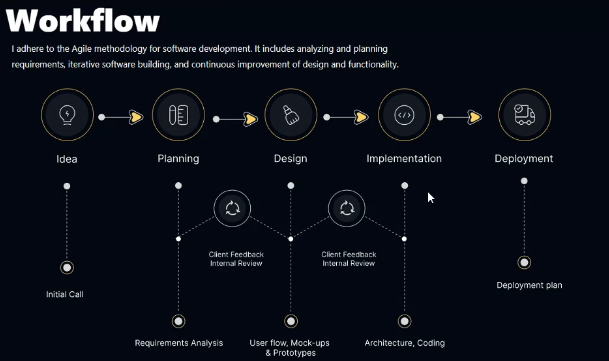 Workflow
I adhere to the Agile methodology for software development. It includes analyzing and planning
requirements, iterative software building, and continuous improvement of design and functionality.
Idea
Planning
Design
Implementation
Deployment
Client Feedback
Internal Review
Client Feedback
Internal Review
Initial Call
Deployment plan
Requirements Analysis
User flow, Mock-ups
& Prototypes
Architecture, Coding